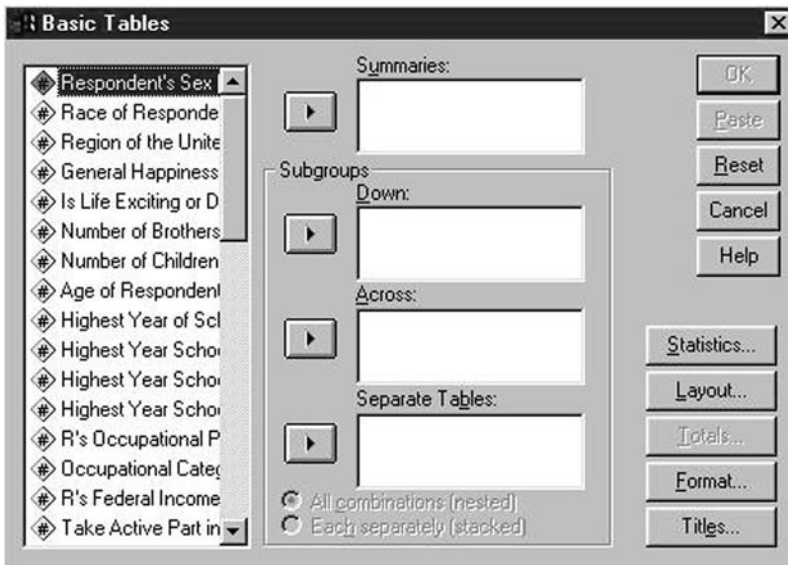 Basic Tables
Respondent's Sex
Race of Responde
Region of the Unite
General Happiness
Is Life Exciting or D
Number of Brothers
Number of Children
Age of Respondent
Highest Year of Scl
Highest Year Schoo
Highest Year Schoo
Highest Year Schoo
R's Occupational P
Occupational Categ
R's Federal Income
Take Active Part in
Summaries:
Subgroups
Down:
Across:
Separate Tables:
All combinations (nested)
Each separately (stacked)
OK
Paste
Reset
Cancel
Help
Statistics...
Layout...
Totals...
Format...
Titles...